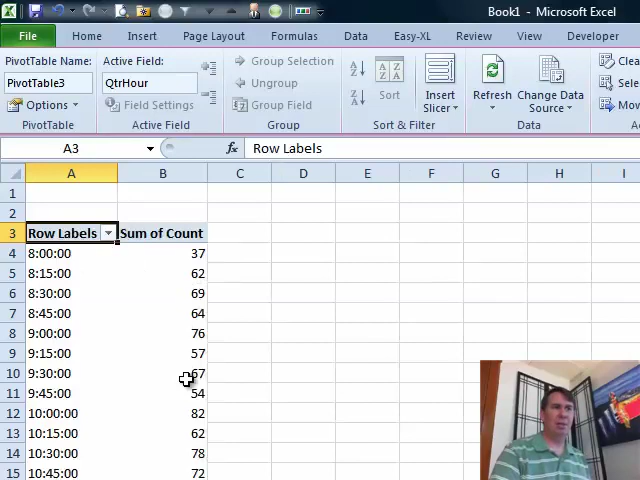 Book1 - Microsoft Excel
File Home Insert Page Layout Formulas Data Easy-XL Review View Developer
PivotTable Name: Active Field: Group Selection Clea
PivotTable3 QtrHour Ungroup Sort Insert Slicer Refresh Change Data Source Sele
Options Field Settings Group Field Mov
PivotTable Active Field Group Sort & Filter Data
A3 fx Row Labels
A B C D E F G H I
1
2
3 Row Labels Sum of Count
4 8:00:00 37
5 8:15:00 62
6 8:30:00 69
7 8:45:00 64
8 9:00:00 76
9 9:15:00 57
10 9:30:00 67
11 9:45:00 54
12 10:00:00 82
13 10:15:00 62
14 10:30:00 78
15 10:45:00 72